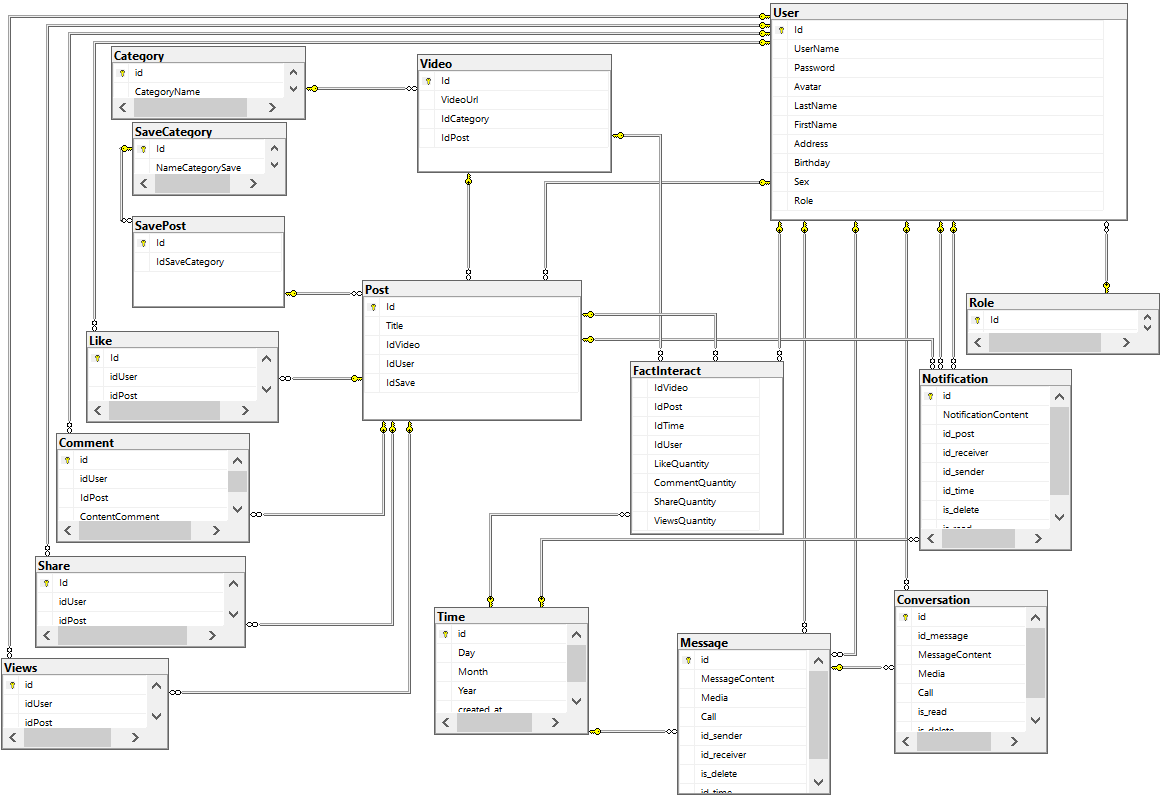 User
Id
UserName
Password
Avatar
LastName
FirstName
Address
Birthday
Sex
Role
Category
id
CategoryName
Video
Id
VideoUrl
IdCategory
IdPost
SaveCategory
Id
NameCategorySave
SavePost
Id
IdSaveCategory
Post
Id
Title
IdVideo
IdUser
IdSave
Role
Id
Like
Id
idUser
idPost
FactInteract
IdVideo
IdPost
IdTime
IdUser
LikeQuantity
CommentQuantity
ShareQuantity
ViewsQuantity
Notification
id
NotificationContent
id_post
id_receiver
id_sender
id_time
is_delete
is_read
Comment
id
idUser
IdPost
ContentComment
Share
Id
idUser
idPost
Views
id
idUser
idPost
Time
id
Day
Month
Year
created_at
Message
id
MessageContent
Media
Call
id_sender
id_receiver
is_delete
id_time
Conversation
id
id_message
MessageContent
Media
Call
is_read
is_delete